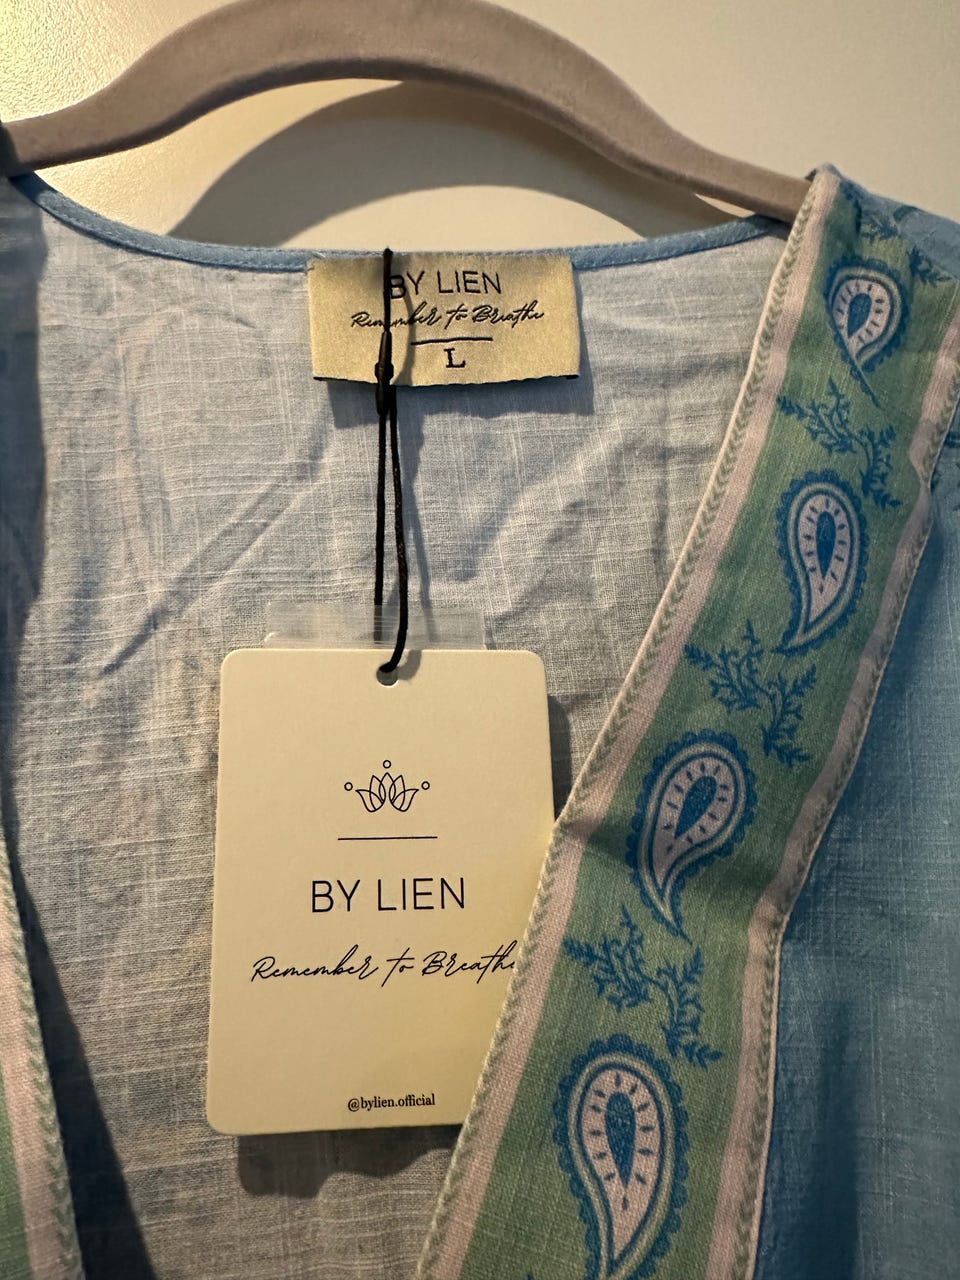 BY LIEN
Remember to Breathe
L
BY LIEN
Remember to Breathe
@bylien.official